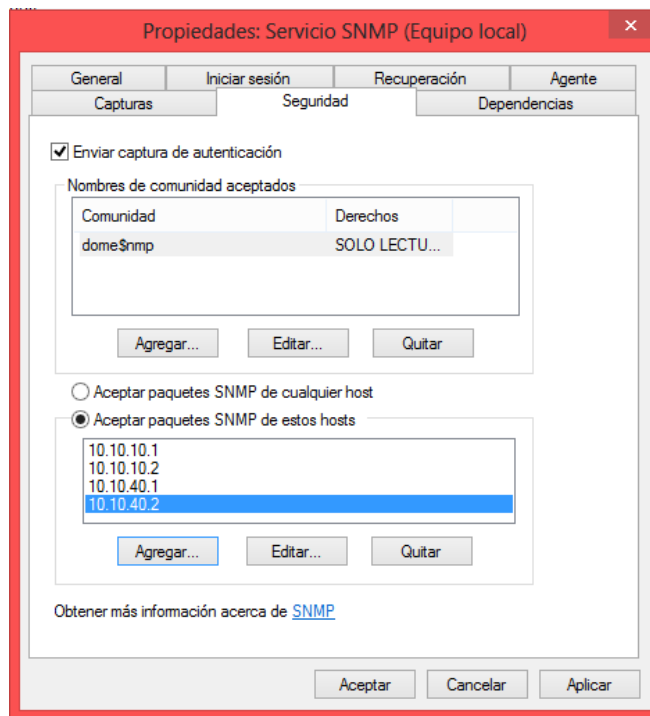 Propiedades: Servicio SNMP (Equipo local)
General Iniciar sesión Recuperación Agente
Capturas Seguridad Dependencias
Enviar captura de autenticación
Nombres de comunidad aceptados
Comunidad Derechos
dome$nmp SOLO LECTU...
Agregar... Editar... Quitar
Aceptar paquetes SNMP de cualquier host
Aceptar paquetes SNMP de estos hosts
10.10.10.1
10.10.10.2
10.10.40.1
10.10.40.2
Agregar... Editar... Quitar
Obtener más información acerca de SNMP
Aceptar Cancelar Aplicar